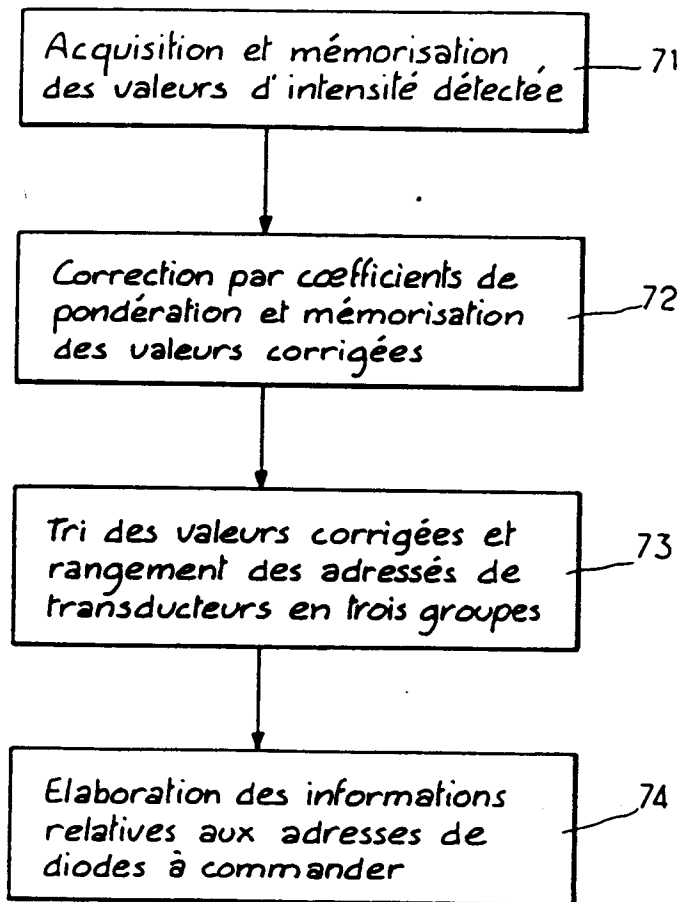 Acquisition et mémorisation
des valeurs d'intensité détectée
71
Correction par coefficients de
pondération et mémorisation
des valeurs corrigées
72
Tri des valeurs corrigées et
rangement des adressés de
transducteurs en trois groupes
73
Elaboration des informations
relatives aux adresses de
diodes à commander
74